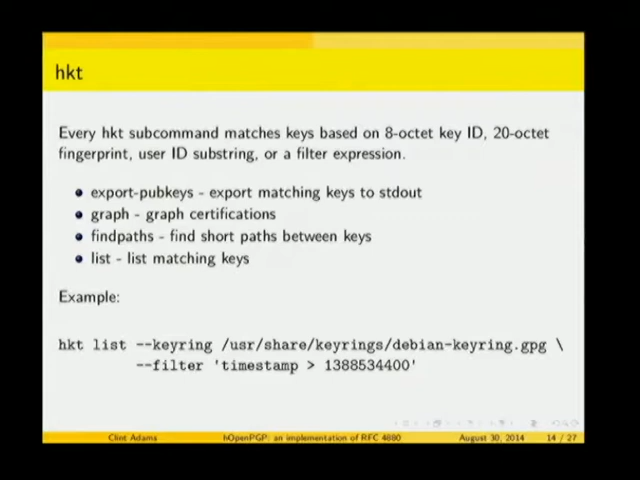 hkt
Every hkt subcommand matches keys based on 8-octet key ID, 20-octet
fingerprint, user ID substring, or a filter expression.
export-pubkeys - export matching keys to stdout
graph - graph certifications
findpaths - find short paths between keys
list - list matching keys
Example:
hkt list --keyring /usr/share/keyrings/debian-keyring.gpg \
--filter 'timestamp > 1388534400'
Clint Adams hOpenPGP: an implementation of RFC 4880 August 30, 2014 14 / 27